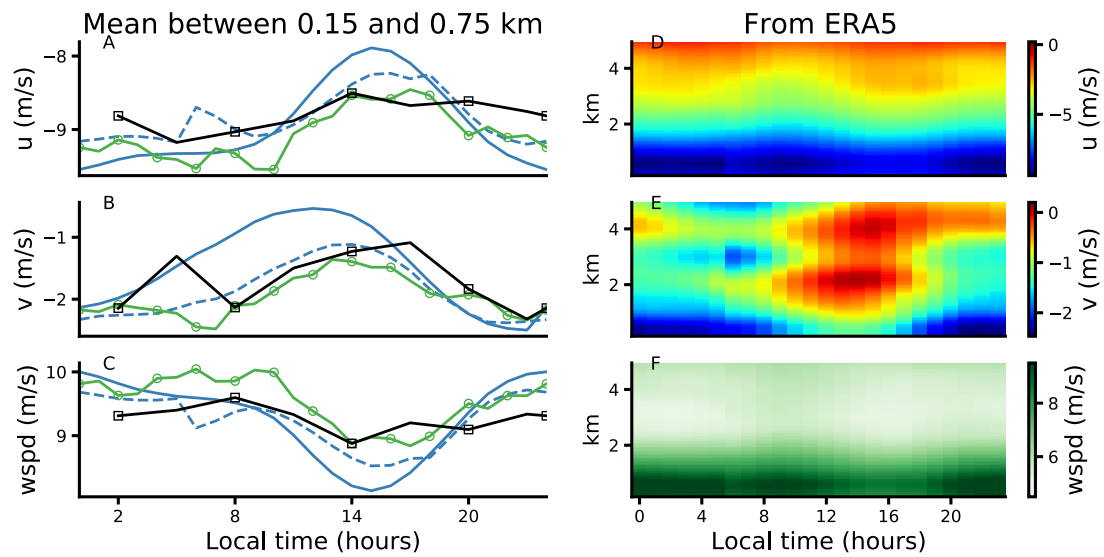 Mean between 0.15 and 0.75 km
From ERA5
A
−8
−9
u (m/s)
D
4
2
km
0
−5
u (m/s)
B
−1
−2
v (m/s)
E
4
2
km
0
−1
−2
v (m/s)
C
10
9
wspd (m/s)
F
4
2
km
8
6
wspd (m/s)
2 8 14 20
0 4 8 12 16 20
Local time (hours)
Local time (hours)